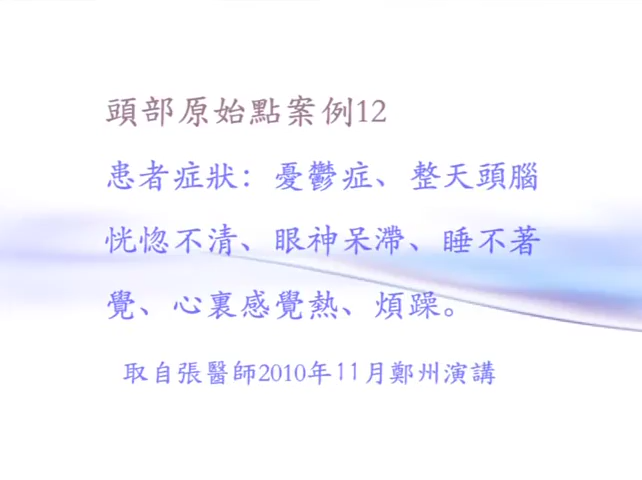 頭部原始點案例12
患者症狀：憂鬱症、整天頭腦
恍惚不清、眼神呆滯、睡不著
覺、心裏感覺熱、煩躁。
取自張醫師2010年11月鄭州演講